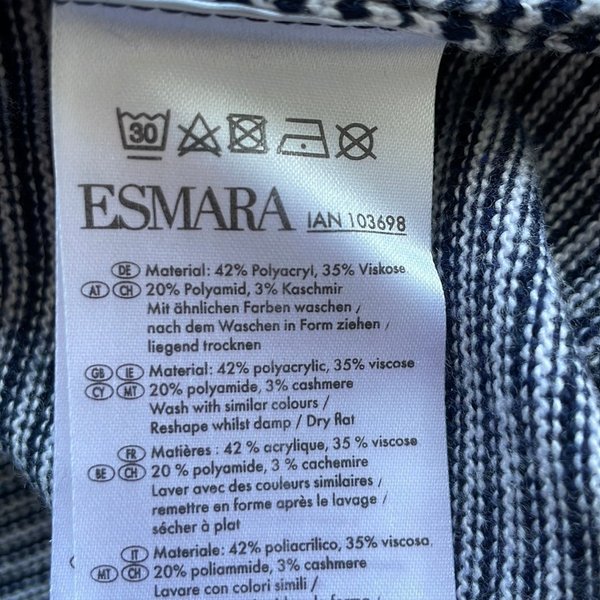 30
ESMARA IAN 103698
DE Material: 42% Polyacryl, 35% Viskose
AT CH 20% Polyamid, 3% Kaschmir
Mit ähnlichen Farben waschen /
nach dem Waschen in Form ziehen /
liegend trocknen
GB IE Material: 42% polyacrylic, 35% viscose
CY MT 20% polyamide, 3% cashmere
Wash with similar colours /
Reshape whilst damp / Dry flat
FR Matières : 42 % acrylique, 35 % viscose
BE CH 20 % polyamide, 3 % cachemire
Laver avec des couleurs similaires /
remettre en forme après le lavage /
sécher à plat
IT Materiale: 42% poliacrilico, 35% viscosa
MT CH 20% poliammide, 3% cashmere
Lavare con colori simili /